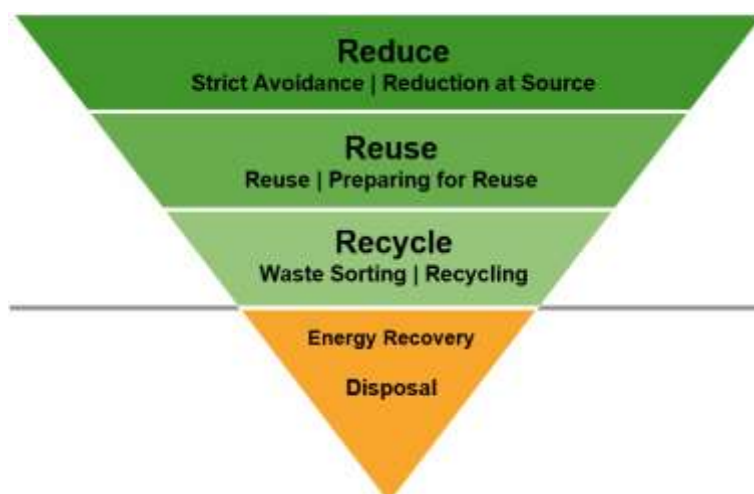 Reduce
Strict Avoidance | Reduction at Source
Reuse
Reuse | Preparing for Reuse
Recycle
Waste Sorting | Recycling
Energy Recovery
Disposal